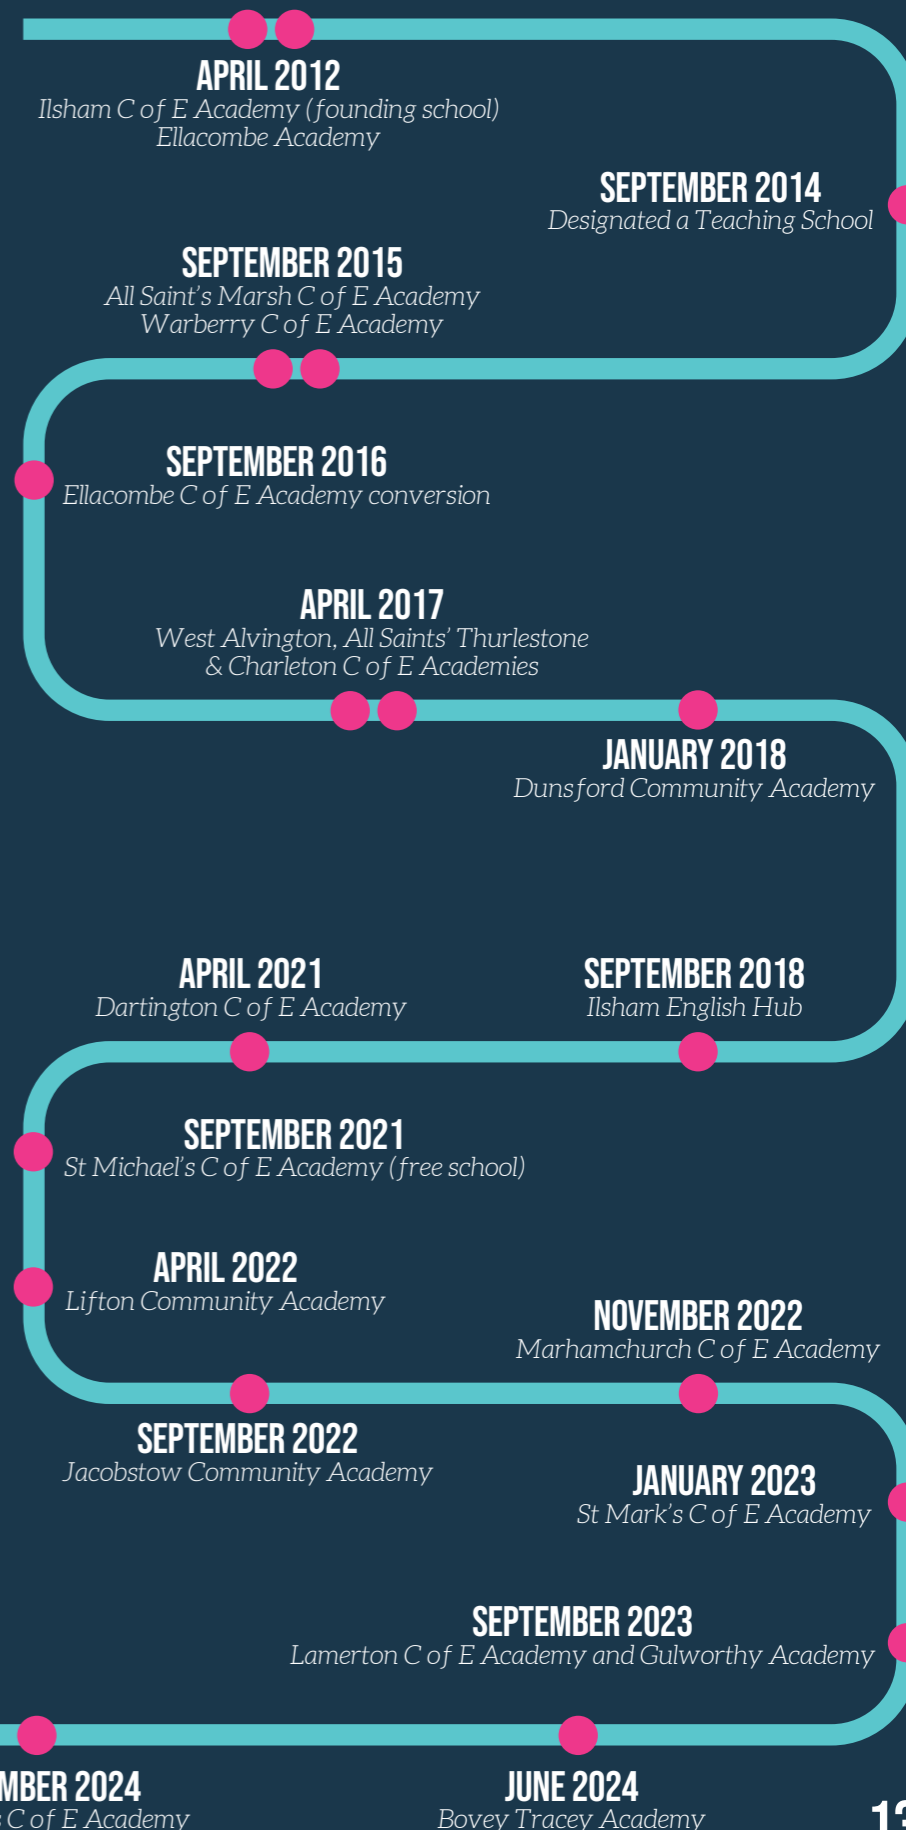 APRIL 2012
Ilsham C of E Academy (founding school)
Ellacombe Academy
SEPTEMBER 2014
Designated a Teaching School
SEPTEMBER 2015
All Saint's Marsh C of E Academy
Warberry C of E Academy
SEPTEMBER 2016
Ellacombe C of E Academy conversion
APRIL 2017
West Alvington, All Saints' Thurlestone
& Charleton C of E Academies
JANUARY 2018
Dunsford Community Academy
SEPTEMBER 2018
Ilsham English Hub
APRIL 2021
Dartington C of E Academy
SEPTEMBER 2021
St Michael's C of E Academy (free school)
APRIL 2022
Lifton Community Academy
SEPTEMBER 2022
Jacobstow Community Academy
NOVEMBER 2022
Marhamchurch C of E Academy
JANUARY 2023
St Mark's C of E Academy
SEPTEMBER 2023
Lamerton C of E Academy and Gulworthy Academy
JUNE 2024
Bovey Tracey Academy
MBER 2024
C of E Academy